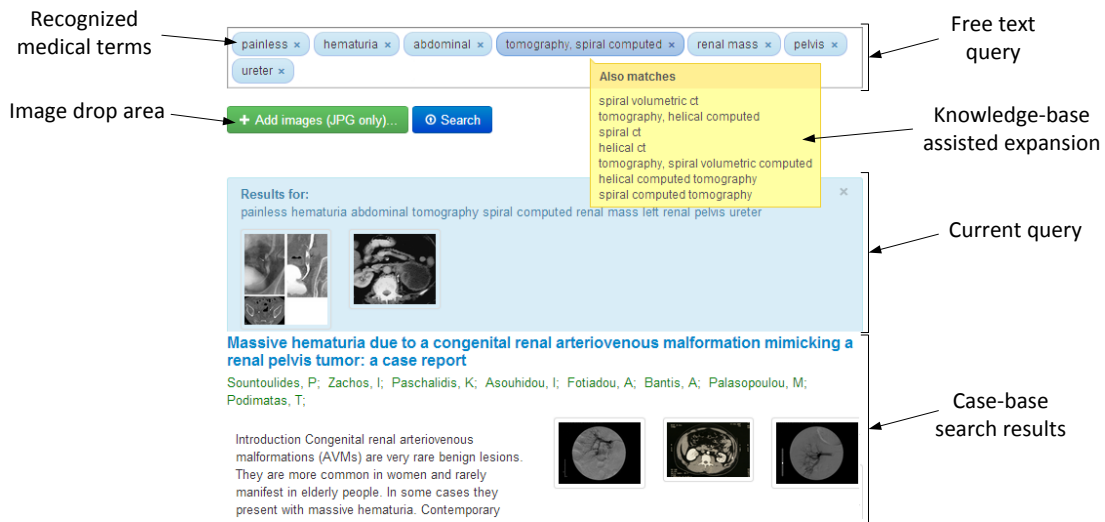 Recognized
medical terms
painless × hematuria × abdominal × tomography, spiral computed × renal mass × pelvis ×
ureter ×
Free text
query
Also matches
spiral volumetric ct
tomography, helical computed
spiral ct
helical ct
tomography, spiral volumetric computed
helical computed tomography
spiral computed tomography
Image drop area
+ Add images (JPG only)... Search
Knowledge-base
assisted expansion
Results for: ×
painless hematuria abdominal tomography spiral computed renal mass left renal pelvis ureter
Current query
Massive hematuria due to a congenital renal arteriovenous malformation mimicking a
renal pelvis tumor: a case report
Sountoulides, P; Zachos, I; Paschalidis, K; Asouhidou, I; Fotiadou, A; Bantis, A; Palasopoulou, M;
Podimatas, T;
Case-base
search results
Introduction Congenital renal arteriovenous
malformations (AVMs) are very rare benign lesions.
They are more common in women and rarely
manifest in elderly people. In some cases they
present with massive hematuria. Contemporary